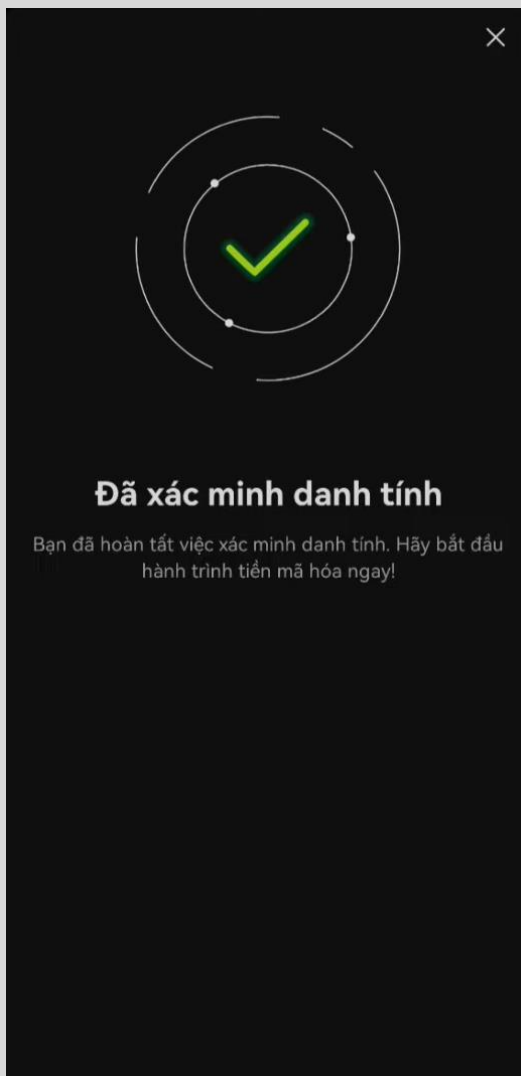 Đã xác minh danh tính
Bạn đã hoàn tất việc xác minh danh tính. Hãy bắt đầu
hành trình tiền mã hóa ngay!